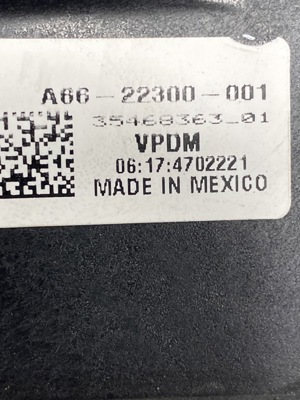 A66-22300-001
35468363_01
VPDM
06:17:4702221
MADE IN MEXICO